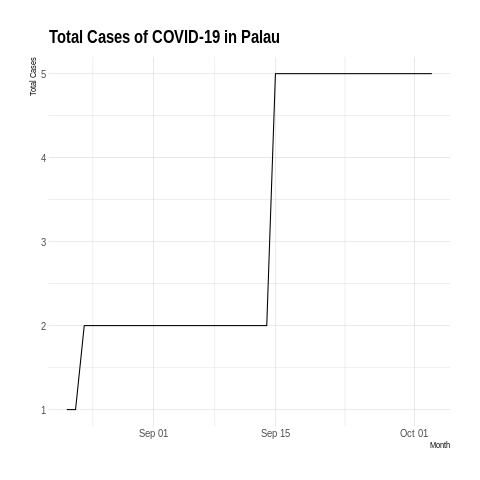 Total Cases of COVID-19 in Palau
Total Cases
5
4
3
2
1
Sep 01
Sep 15
Oct 01
Month